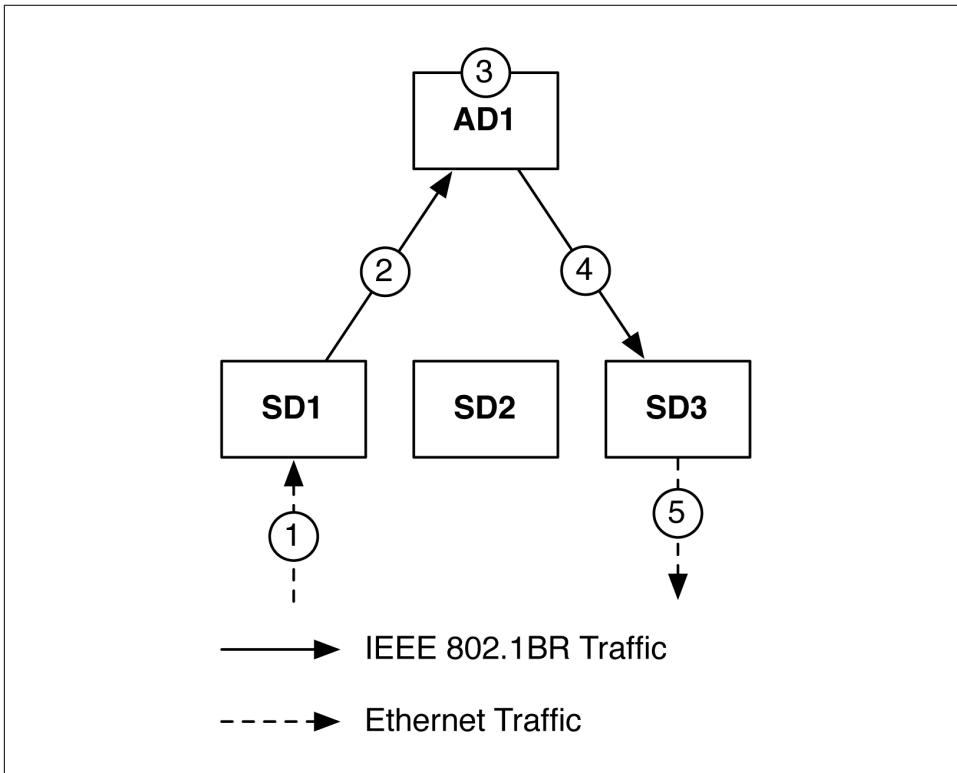 3
AD1
2
4
SD1
SD2
SD3
1
5
IEEE 802.1BR Traffic
Ethernet Traffic